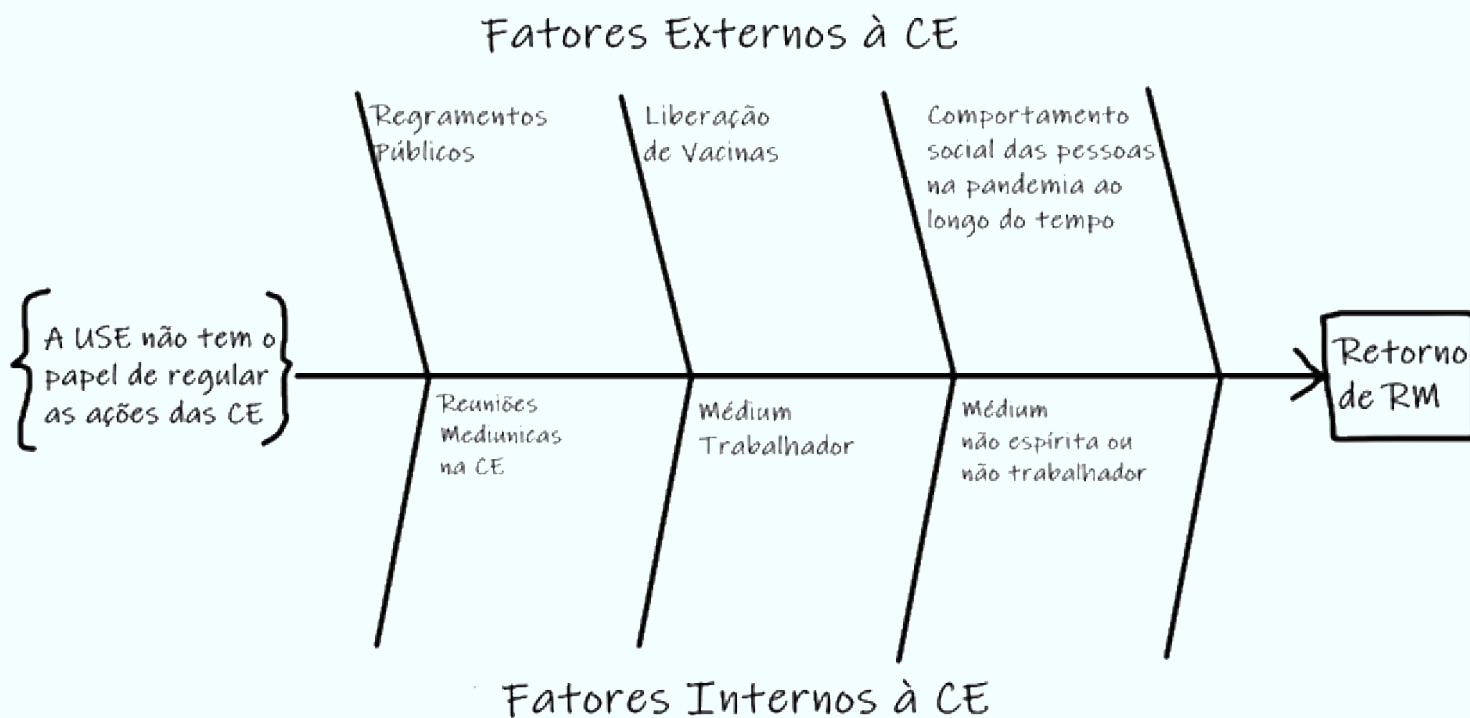 Fatores Externos à CE
Regramentos
Públicos
Liberação
de Vacinas
Comportamento
social das pessoas
na pandemia ao
longo do tempo
A USE não tem o
papel de regular
as ações das CE
Retorno
de RM
Reuniões
Mediunicas
na CE
Médium
Trabalhador
Médium
não espírita ou
não trabalhador
Fatores Internos à CE